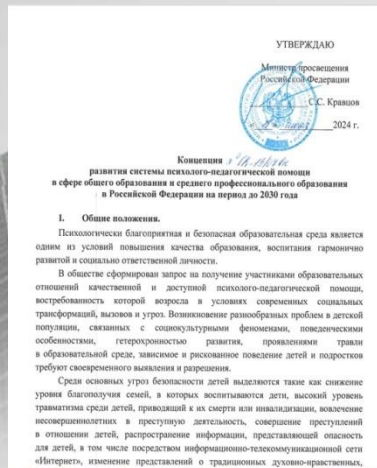 УТВЕРЖДАЮ
Министр просвещения
Российской Федерации
С.С. Кравцов
2024 г.
Концепция
развития системы психолого-педагогической помощи
в сфере общего образования и среднего профессионального образования
в Российской Федерации на период до 2030 года
I. Общие положения.
Психологически благоприятная и безопасная образовательная среда является
одним из условий повышения качества образования, воспитания гармонично
развитой и социально ответственной личности.
В обществе сформирован запрос на получение участниками образовательных
отношений качественной и доступной психолого-педагогической помощи,
востребованность которой возросла в условиях современных социальных
трансформаций, вызовов и угроз. Возникновение разнообразных проблем в детской
популяции, связанных с социокультурными феноменами, поведенческими
особенностями, гетерохронностью развития, проявлениями травли
в образовательной среде, зависимое и рискованное поведение детей и подростков
требуют своевременного выявления и разрешения.
Среди основных угроз безопасности детей выделяются такие как снижение
уровня благополучия семей, в которых воспитываются дети, высокий уровень
травматизма среди детей, приводящий к их смерти или инвалидизации, вовлечение
несовершеннолетних в преступную деятельность, совершение преступлений
в отношении детей, распространение информации, представляющей опасность
для детей, в том числе посредством информационно-телекоммуникационной сети
«Интернет», изменение представлений о традиционных духовно-нравственных,